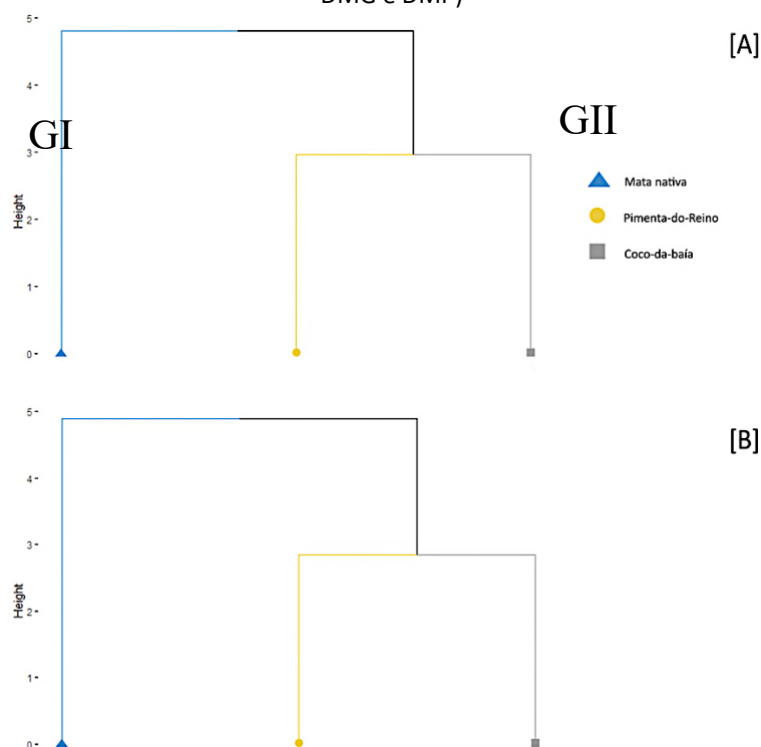 DMG e DMP)
5
[A]
4
GI
GII
3
Mata nativa
Height
2
Pimenta-do-Reino
Coco-da-baía
1
0
5
[B]
4
3
Height
2
1
0